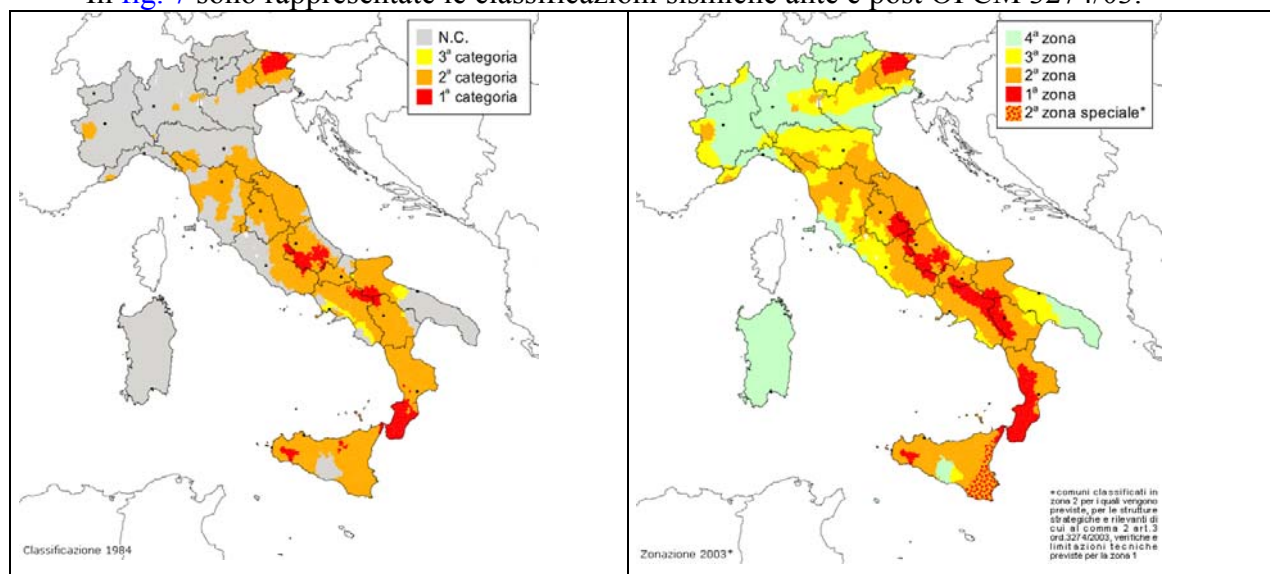 In fig. 7 sono rappresentate le classificazioni sismiche ante e post OPCM 3274/03.
N.C.
3ª categoria
2ª categoria
1ª categoria
Classificazione 1984
4ª zona
3ª zona
2ª zona
1ª zona
2ª zona speciale*
*comuni classificati in
zona 2 per i quali vengono
previste, per le strutture
strategiche e rilevanti di
cui al comma 2 art.3
ord.3274/2003, verifiche e
limitazioni tecniche
previste per la zona 1
Zonazione 2003*